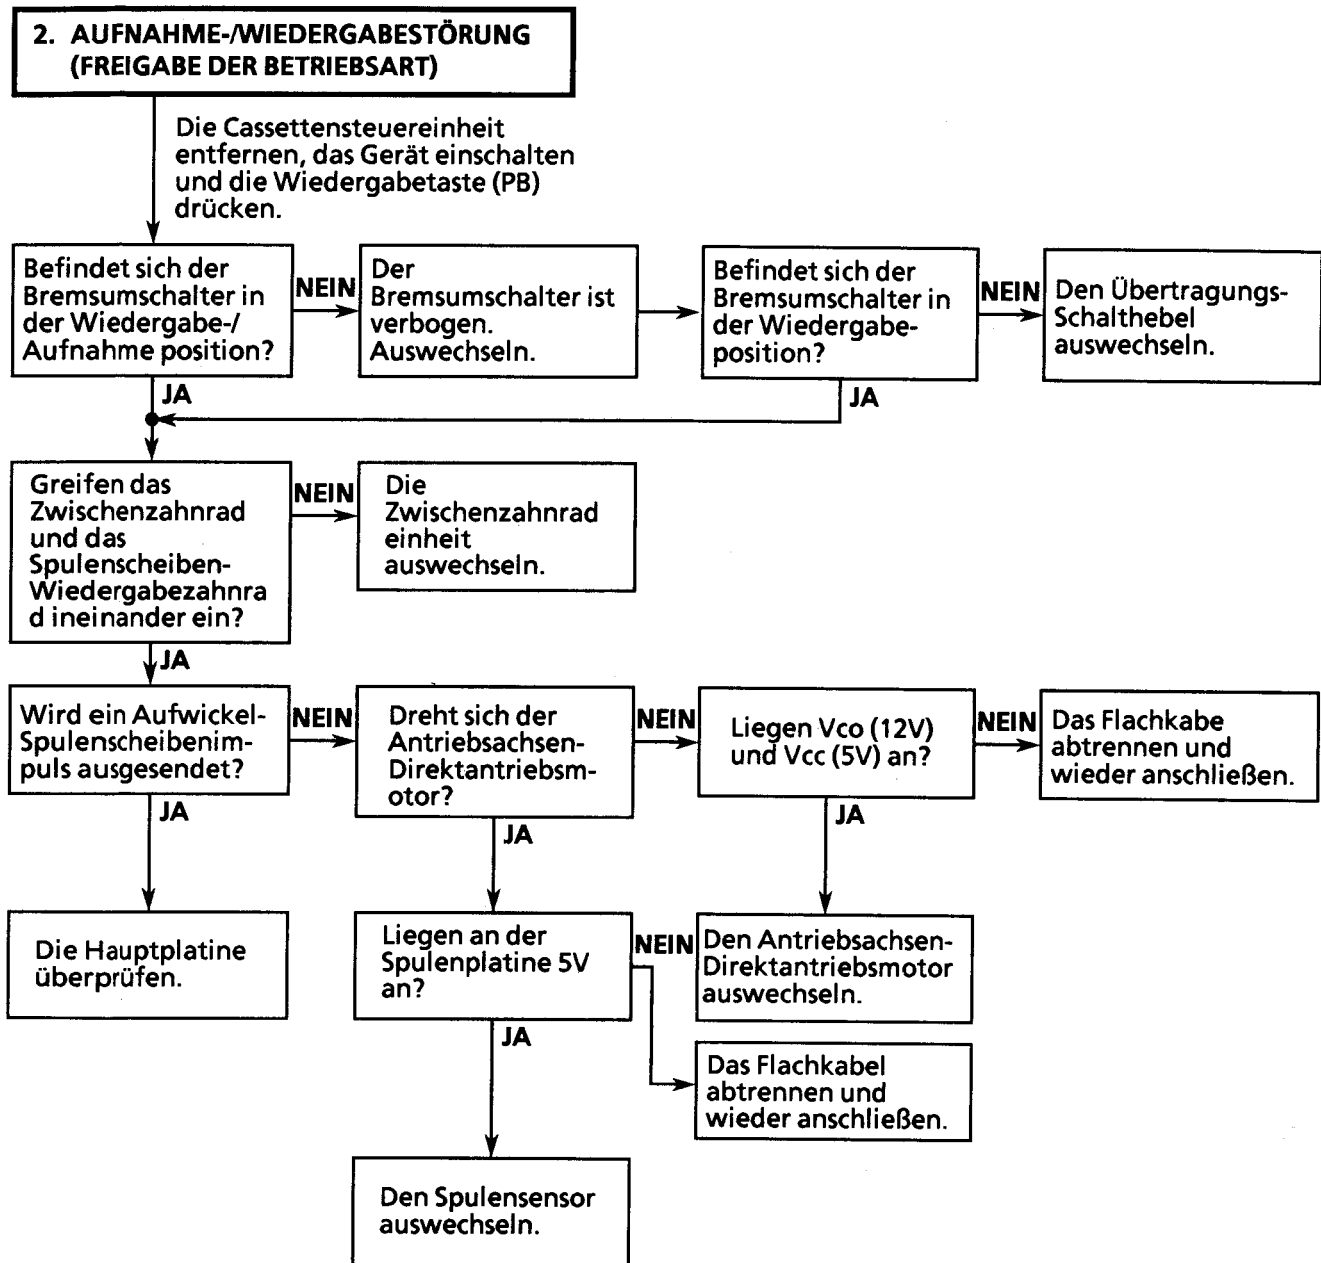 2. AUFNAHME-/WIEDERGABESTÖRUNG
(FREIGABE DER BETRIEBSART)
Die Cassettensteuereinheit
entfernen, das Gerät einschalten
und die Wiedergabetaste (PB)
drücken.
Befindet sich der
Bremsumschalter in
der Wiedergabe-/
Aufnahme position?
NEIN
Der
Bremsumschalter ist
verbogen.
Auswechseln.
Befindet sich der
Bremsumschalter in
der Wiedergabe-
position?
NEIN
Den Übertragungs-
Schalthebel
auswechseln.
JA
JA
Greifen das
Zwischenzahnrad
und das
Spulenscheiben-
Wiedergabezahnra
d ineinander ein?
NEIN
Die
Zwischenzahnrad
einheit
auswechseln.
JA
Wird ein Aufwickel-
Spulenscheibenim-
puls ausgesendet?
NEIN
Dreht sich der
Antriebsachsen-
Direktantriebsm-
otor?
NEIN
Liegen Vco (12V)
und Vcc (5V) an?
NEIN
Das Flachkabe
abtrennen und
wieder anschließen.
JA
JA
JA
Die Hauptplatine
überprüfen.
Liegen an der
Spulenplatine 5V
an?
NEIN
Den Antriebsachsen-
Direktantriebsmotor
auswechseln.
JA
Das Flachkabel
abtrennen und
wieder anschließen.
Den Spulensensor
auswechseln.